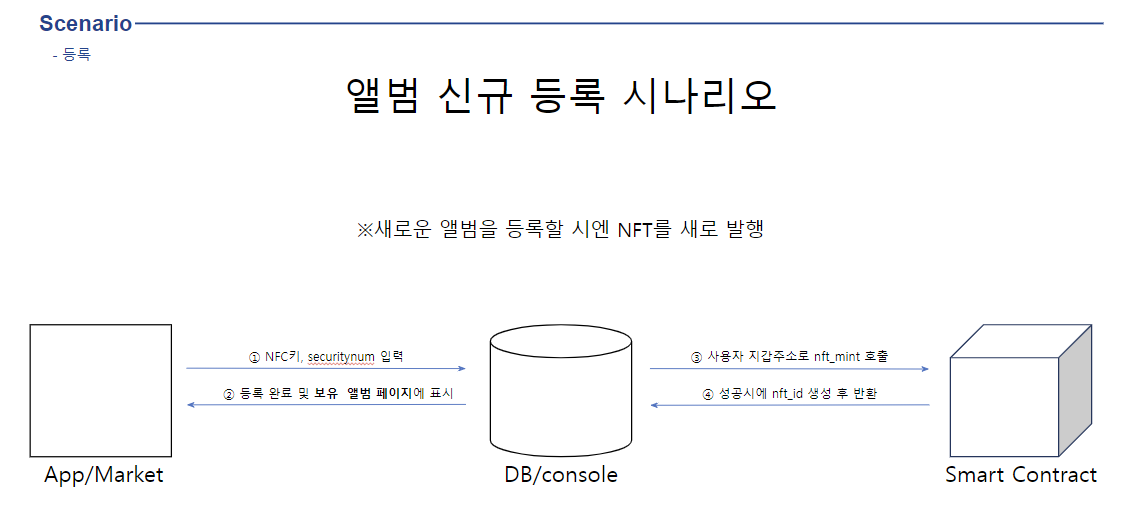 Scenario
- 등록
앨범 신규 등록 시나리오
※새로운 앨범을 등록할 시엔 NFT를 새로 발행
① NFC키, securitynum 입력
② 등록 완료 및 보유 앨범 페이지에 표시
③ 사용자 지갑주소로 nft_mint 호출
④ 성공시에 nft_id 생성 후 반환
App/Market
DB/console
Smart Contract